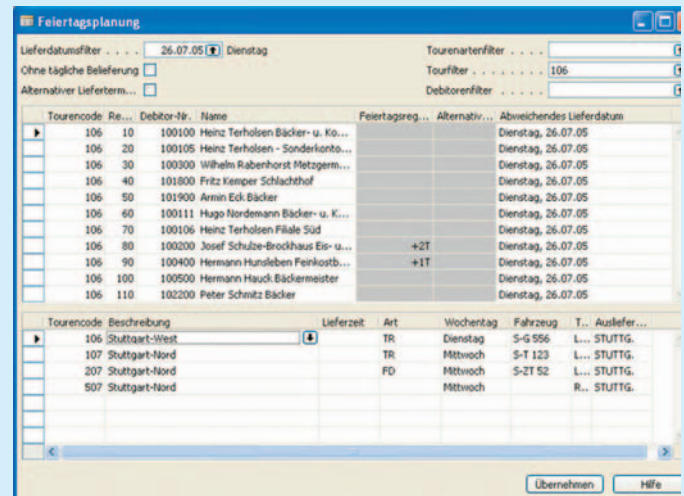 Feiertagsplanung
Lieferdatumsfilter . . . . 26.07.05 Dienstag Tourenartenfilter . . . .
Ohne tägliche Belieferung Tourfilter . . . . . . . 106
Alternativer Lieferterm... Debitorenfilter . . . . .
Tourencode Re... Debitor-Nr. Name Feiertagsreg... Alternativ... Abweichendes Lieferdatum
106 10 100100 Heinz Terholsen Bäcker- u. Ko... Dienstag, 26.07.05
106 20 100105 Heinz Terholsen - Sonderkonto... Dienstag, 26.07.05
106 30 100300 Wilhelm Rabenhorst Metzgerm... Dienstag, 26.07.05
106 40 101800 Fritz Kemper Schlachthof Dienstag, 26.07.05
106 50 101900 Armin Eck Bäcker Dienstag, 26.07.05
106 60 100111 Hugo Nordemann Bäcker- u. K... Dienstag, 26.07.05
106 70 100106 Heinz Terholsen Filiale Süd Dienstag, 26.07.05
106 80 100200 Josef Schulze-Brockhaus Eis- u... +2T Dienstag, 26.07.05
106 90 100400 Hermann Hunsleben Feinkostb... +1T Dienstag, 26.07.05
106 100 100500 Hermann Hauck Bäckermeister Dienstag, 26.07.05
106 110 102200 Peter Schmitz Bäcker Dienstag, 26.07.05
Tourencode Beschreibung Lieferzeit Art Wochentag Fahrzeug T... Ausliefer...
106 Stuttgart-West TR Dienstag S-G 556 L... STUTTG.
107 Stuttgart-Nord TR Mittwoch S-T 123 L... STUTTG.
207 Stuttgart-Nord FD Mittwoch S-ZT 52 L... STUTTG.
507 Stuttgart-Nord Mittwoch R... STUTTG.
Übernehmen Hilfe